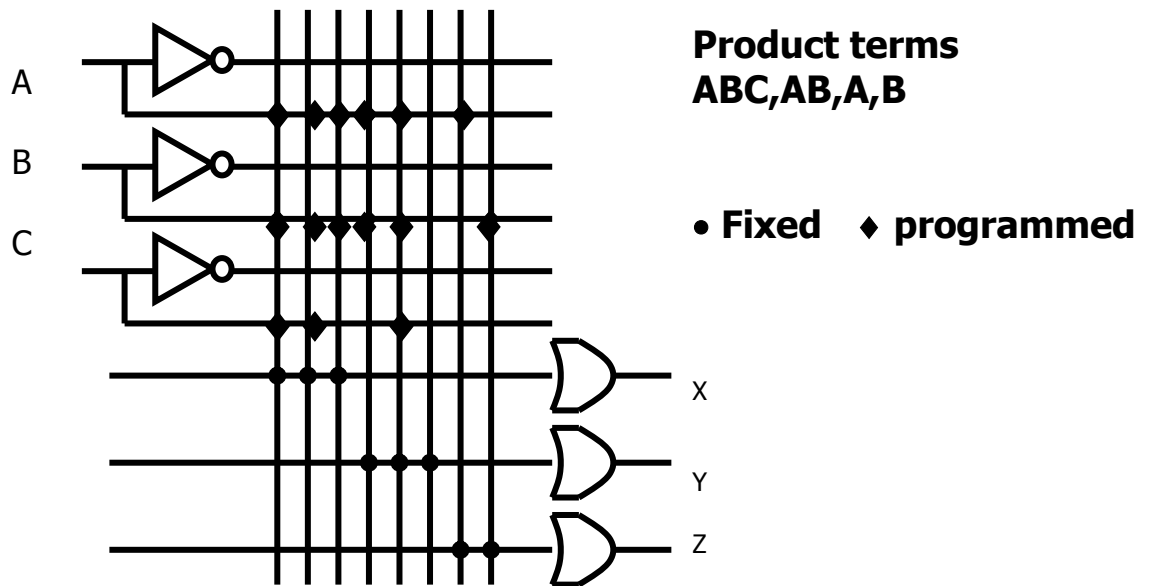 Product terms
ABC,AB,A,B
A
B
C
• Fixed ♦ programmed
X
Y
Z